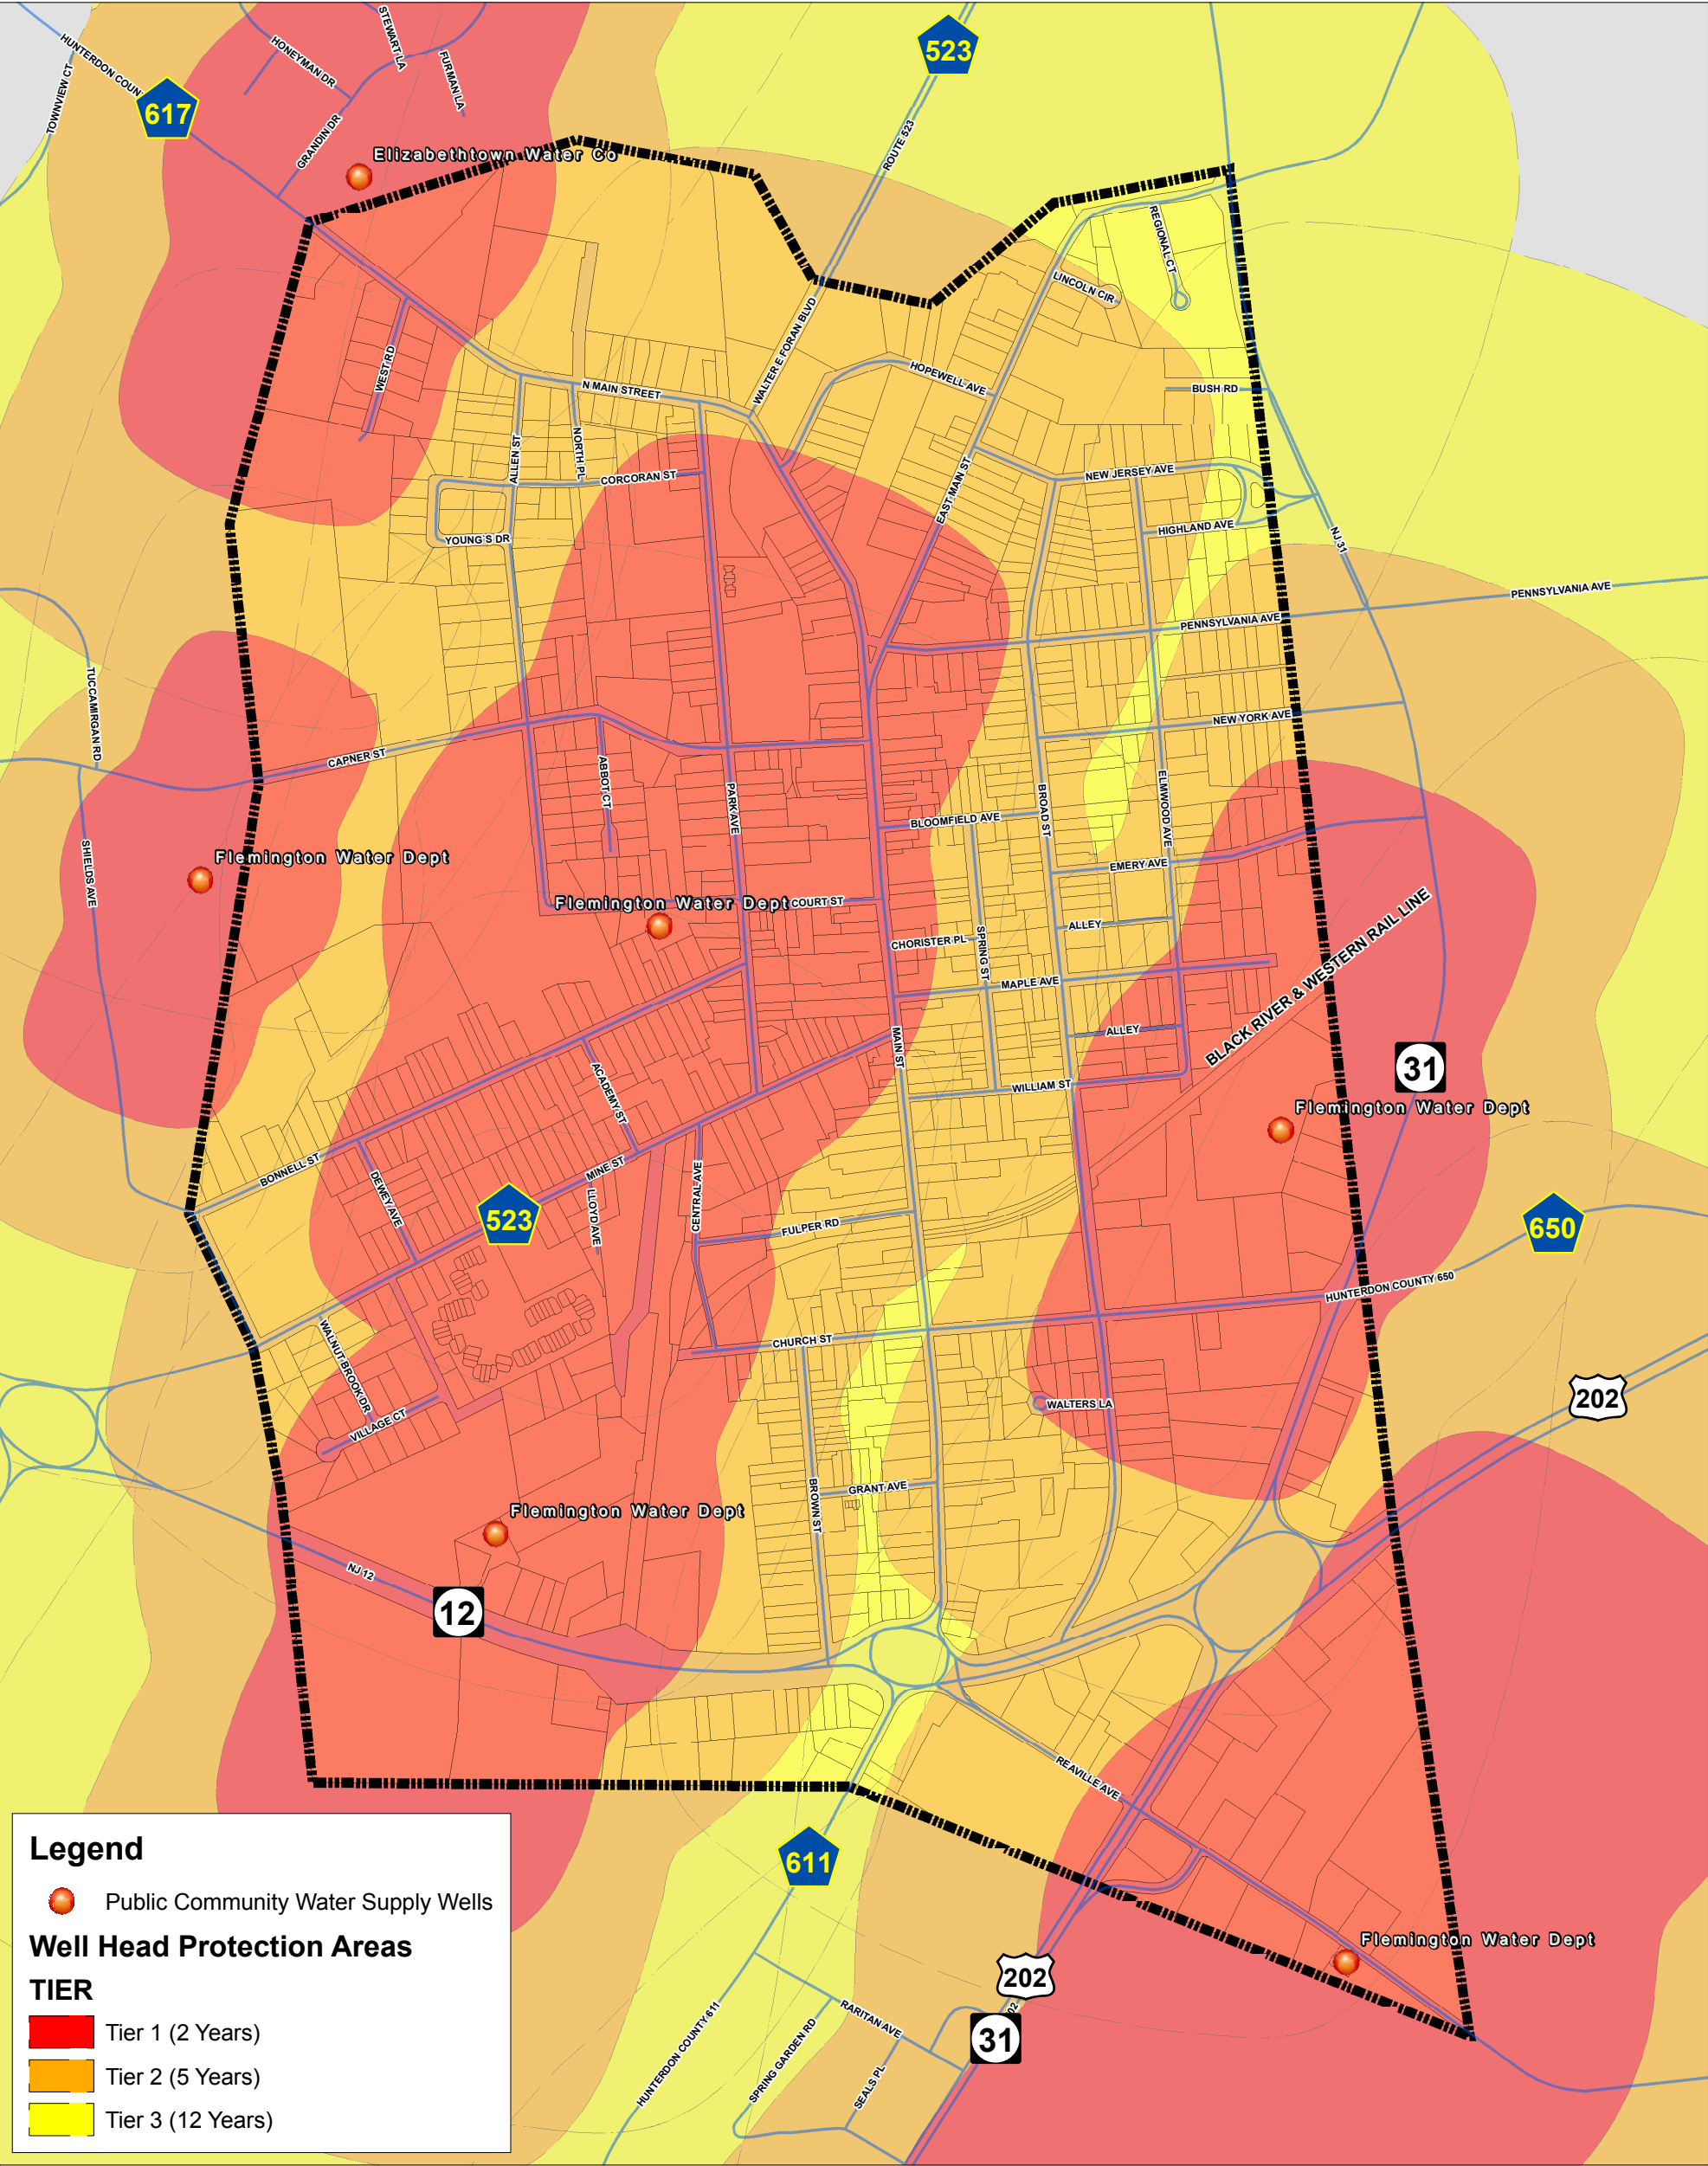 STEWART LA
HUNTERDON COUN
HONEYMAN DR
TOWNVIEW CT
FURMAN LA
523
617
GRANDIN DR
ROUTE 523
Elizabethtown Water Co
REGIONAL CT
LINCOLN CIR
WALTER E FORAN BLVD
WEST RD
HOPEWELL AVE
N MAIN STREET
BUSH RD
ALLEN ST
NORTH PL
CORCORAN ST
NEW JERSEY AVE
EAST MAIN ST
HIGHLAND AVE
YOUNG'S DR
NJ 31
PENNSYLVANIA AVE
PENNSYLVANIA AVE
TUCCAMIRGAN RD
NEW YORK AVE
CAPNER ST
ABBOT CT
PARK AVE
BROAD ST
ELMWOOD AVE
BLOOMFIELD AVE
Flemington Water Dept
SHIELDS AVE
EMERY AVE
Flemington Water Dept
COURT ST
ALLEY
CHORISTER PL
SPRING ST
BLACK RIVER & WESTERN RAIL LINE
MAPLE AVE
ALLEY
MAIN ST
31
ACADEMY ST
WILLIAM ST
Flemington Water Dept
BONNELL ST
MINE ST
DEWEY AVE
523
LLOYD AVE
CENTRAL AVE
FULPER RD
650
HUNTERDON COUNTY 650
CHURCH ST
WALNUT BROOK DR
202
WALTERS LA
VILLAGE CT
BROWN ST
GRANT AVE
Flemington Water Dept
NJ 12
12
REAVILLE AVE
611
Flemington Water Dept
202
02
31
RARITAN AVE
HUNTERDON COUNTY 611
SPRING GARDEN RD
SEALS PL
Legend
Public Community Water Supply Wells
Well Head Protection Areas
TIER
Tier 1 (2 Years)
Tier 2 (5 Years)
Tier 3 (12 Years)